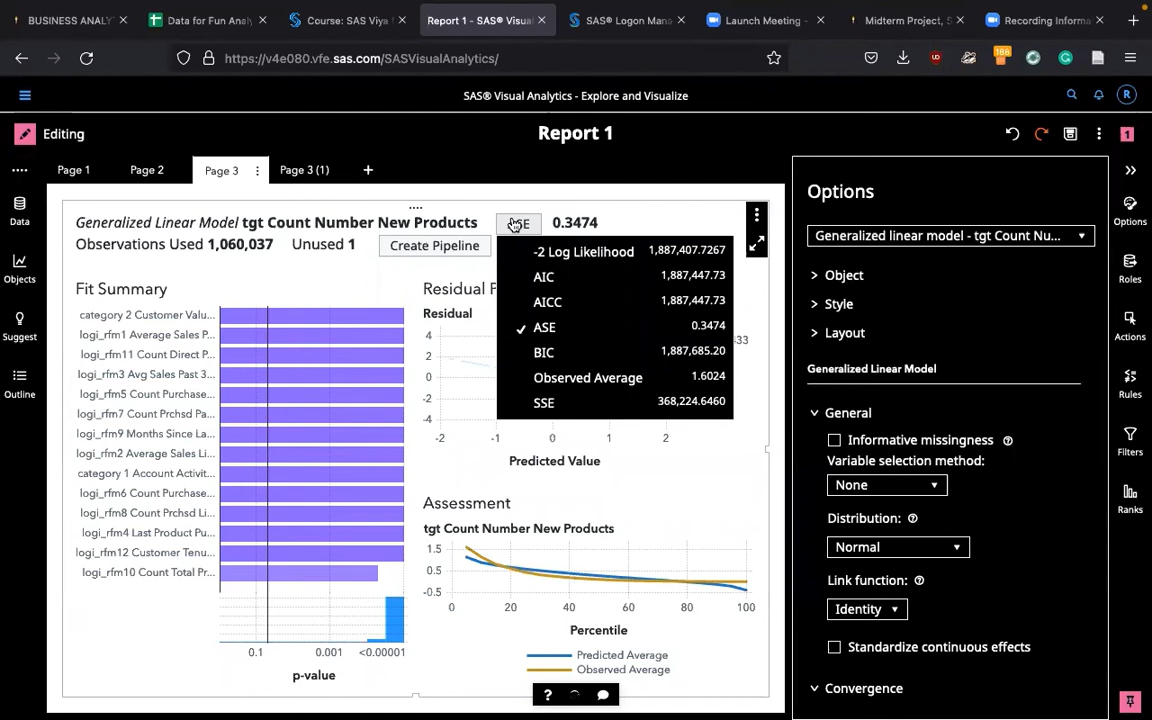 BUSINESS ANALY
Data for Fun Anal
Course: SAS Viya
Report 1 - SAS® Visual
SAS® Logon Man
Launch Meeting -
Midterm Project, S
Recording Informa
https://v4e080.vfe.sas.com/SASVisualAnalytics/
186
SAS® Visual Analytics - Explore and Visualize
R
Editing
Report 1
1
Page 1
Page 2
Page 3
Page 3 (1)
Data
Objects
Suggest
Outline
Generalized Linear Model tgt Count Number New Products
0.3474
Observations Used 1,060,037
Unused 1
Create Pipeline
-2 Log Likelihood 1,887,407.7267
AIC 1,887,447.73
AICC 1,887,447.73
ASE 0.3474
BIC 1,887,685.20
Observed Average 1.6024
SSE 368,224.6460
Fit Summary
category 2 Customer Valu...
logi_rfm1 Average Sales P...
logi_rfm11 Count Direct P...
logi_rfm3 Avg Sales Past 3...
logi_rfm5 Count Purchase...
logi_rfm7 Count Prchsd Pa...
logi_rfm9 Months Since La...
logi_rfm2 Average Sales Li...
category 1 Account Activit...
logi_rfm6 Count Purchase...
logi_rfm8 Count Prchsd Li...
logi_rfm4 Last Product Pu...
logi_rfm12 Customer Tenu...
logi_rfm10 Count Total Pr...
0.1
0.001
<0.00001
p-value
Residual P
Residual
4
2
0
-2
-4
33
-2
-1
0
1
2
Predicted Value
Assessment
tgt Count Number New Products
1.5
0.5
-0.5
0
20
40
60
80
100
Percentile
Predicted Average
Observed Average
?
Options
Generalized linear model - tgt Count Nu...
Object
Style
Layout
Generalized Linear Model
General
Informative missingness
Variable selection method:
None
Distribution:
Normal
Link function:
Identity
Standardize continuous effects
Convergence
Options
Roles
Actions
Rules
Filters
Ranks